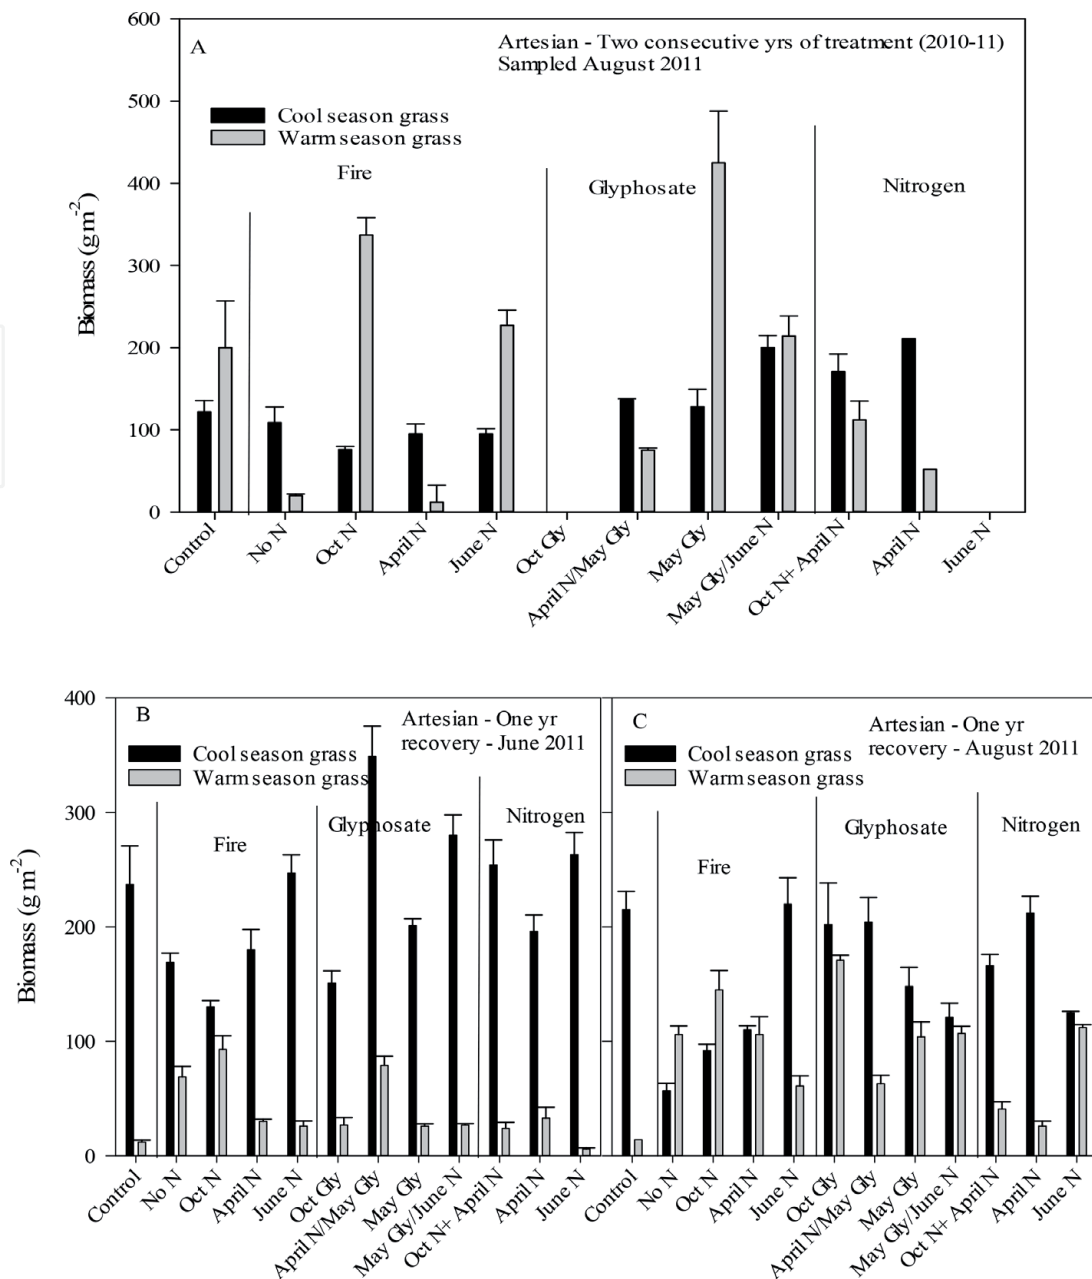 600
A
Artesian - Two consecutive yrs of treatment (2010-11)
Sampled August 2011
500
Cool season grass
Warm season grass
Fire
Glyphosate
Nitrogen
400
300
200
100
0
Biomass (g m-2)
Control
No N
Oct N
April N
June N
Oct Gly
April N/May Gly
May Gly
May Gly/June N
Oct N+ April N
April N
June N
400
B
Artesian - One yr
recovery - June 2011
Cool season grass
Warm season grass
Fire
Glyphosate
Nitrogen
300
200
100
0
Biomass (g m-2)
Control
No N
Oct N
April N
June N
Oct Gly
April N/May Gly
May Gly
May Gly/June N
Oct N+ April N
April N
June N
C
Artesian - One yr
recovery - August 2011
Cool season grass
Warm season grass
Fire
Glyphosate
Nitrogen
Control
No N
Oct N
April N
June N
Oct Gly
April N/May Gly
May Gly
May Gly/June N
Oct N+ April N
April N
June N